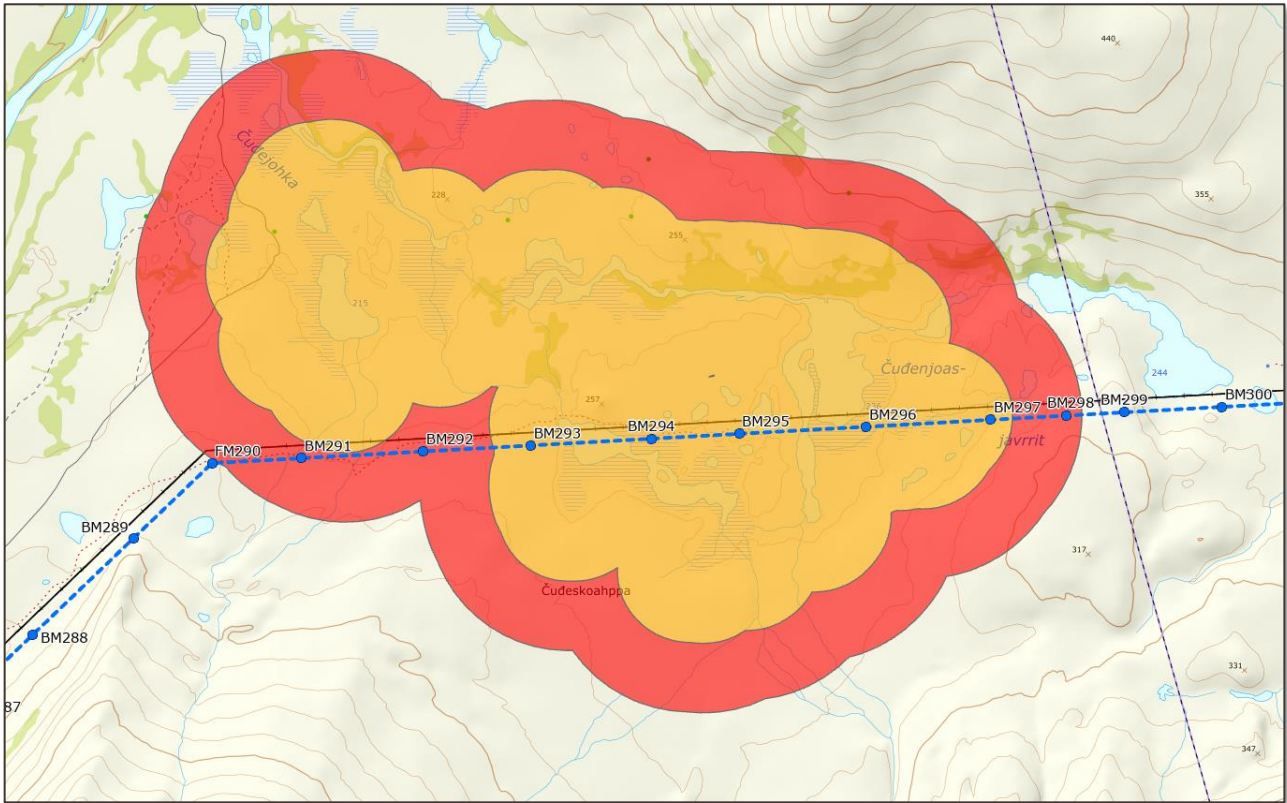 440
Čuđejohka
228
355
255
215
244
Čuđenjoas-
257
BM300
BM299
BM298
BM297
BM296
BM295
BM294
BM293
BM292
BM291
FM290
javrrit
BM289
317
Čuđeskoahppa
BM288
331
87
347